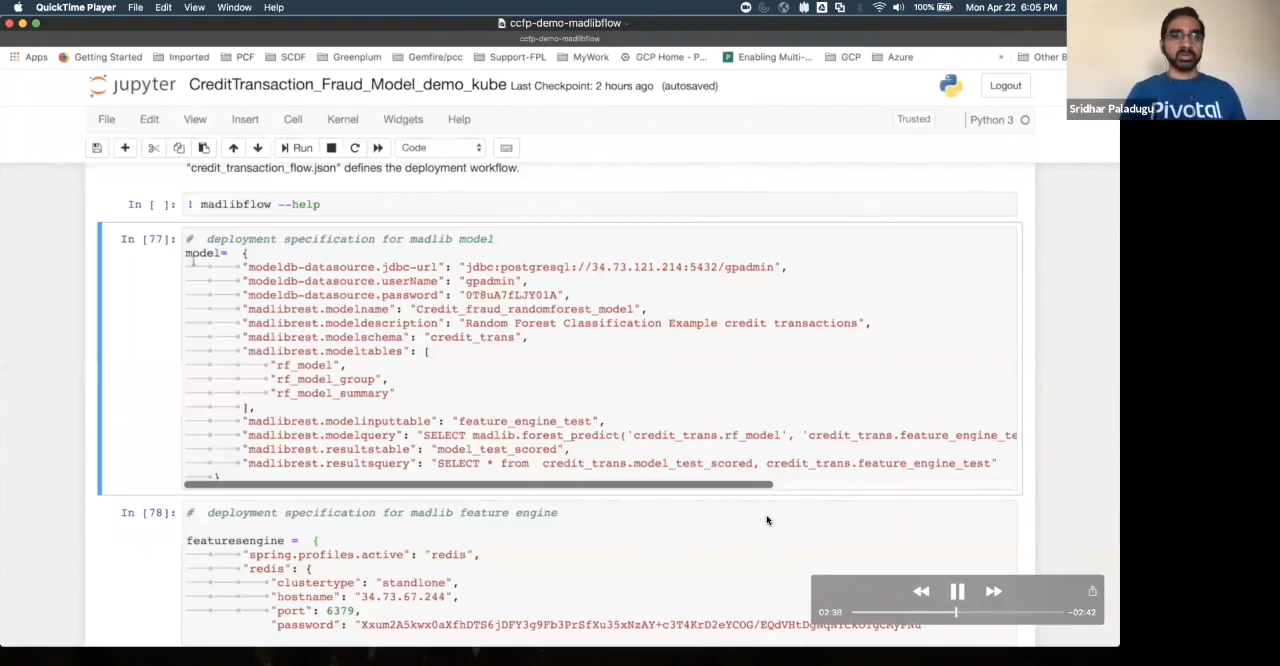 QuickTime Player File Edit View Window Help 100% Mon Apr 22 6:05 PM
ccfp-demo-madlibflow
ccfp-demo-madlibflow
Apps Getting Started Imported PCF SCDF Greenplum Gemfire/pcc Support-FPL MyWork GCP Home - P... Enabling Multi-... GCP Azure » Other B
jupyter CreditTransaction_Fraud_Model_demo_kube Last Checkpoint: 2 hours ago (autosaved) Logout
Sridhar Paladugu
Pivotal
File Edit View Insert Cell Kernel Widgets Help Trusted Python 3
Run Code
"credit_transaction_flow.json" defines the deployment workflow.
In [ ]: ! madlibflow --help
In [77]: # deployment specification for madlib model
model= {
"modeldb-datasource.jdbc-url": "jdbc:postgresql://34.73.121.214:5432/gpadmin",
"modeldb-datasource.userName": "gpadmin",
"modeldb-datasource.password": "0T8uA7fLJY01A",
"madlibrest.modelname": "Credit_fraud_randomforest_model",
"madlibrest.modeldescription": "Random Forest Classification Example credit transactions",
"madlibrest.modelschema": "credit_trans",
"madlibrest.modeltables": [
"rf_model",
"rf_model_group",
"rf_model_summary"
],
"madlibrest.modelinputtable": "feature_engine_test",
"madlibrest.modelquery": "SELECT madlib.forest_predict('credit_trans.rf_model', 'credit_trans.feature_engine_te
"madlibrest.resultstable": "model_test_scored",
"madlibrest.resultsquery": "SELECT * from credit_trans.model_test_scored, credit_trans.feature_engine_test"
}
In [78]: # deployment specification for madlib feature engine
featuresengine = {
"spring.profiles.active": "redis",
"redis": {
"clustertype": "standlone",
"hostname": "34.73.67.244",
"port": 6379,
"password":
02:38 -02:42